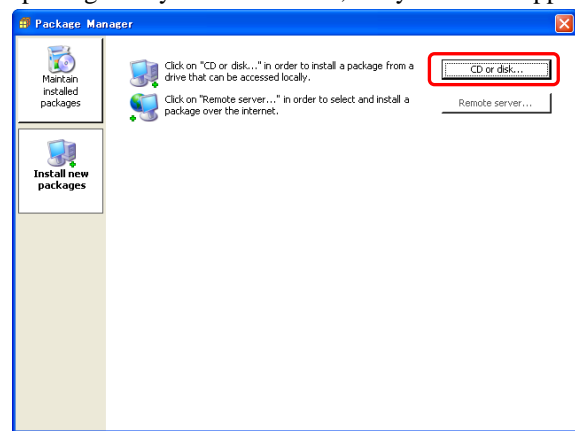 Package Manager
Maintain
installed
packages
Click on "CD or disk..." in order to install a package from a
drive that can be accessed locally.
CD or disk...
Click on "Remote server..." in order to select and install a
package over the internet.
Remote server...
Install new
packages